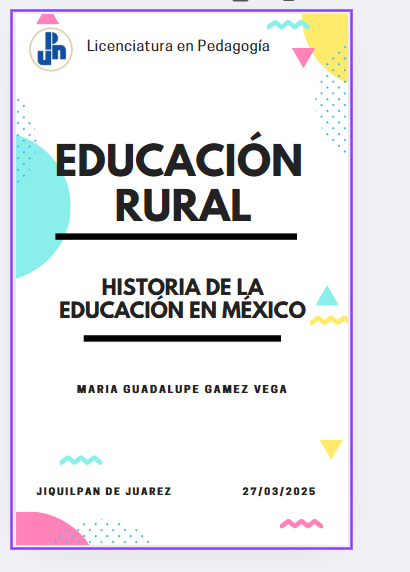 UPN
Licenciatura en Pedagogía
EDUCACIÓN
RURAL
HISTORIA DE LA
EDUCACIÓN EN MÉXICO
MARIA GUADALUPE GAMEZ VEGA
JIQUILPAN DE JUAREZ
27/03/2025